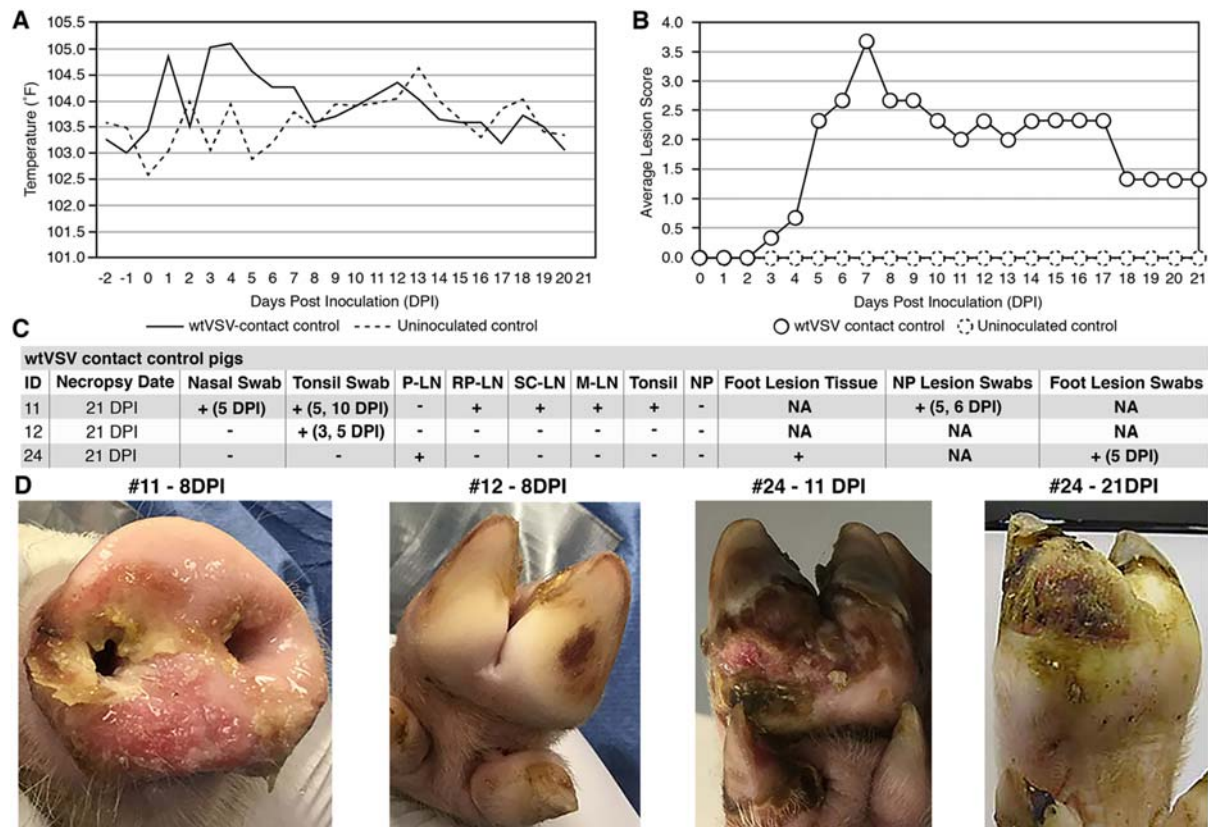 A
105.5
105.0
104.5
104.0
103.5
103.0
102.5
102.0
101.5
101.0
Temperature (°F)
-2 -1 0 1 2 3 4 5 6 7 8 9 10 11 12 13 14 15 16 17 18 19 20 21
Days Post Inoculation (DPI)
wtVSV-contact control Uninoculated control
B
4.0
3.5
3.0
2.5
2.0
1.5
1.0
0.5
0.0
Average Lesion Score
0 1 2 3 4 5 6 7 8 9 10 11 12 13 14 15 16 17 18 19 20 21
Days Post Inoculation (DPI)
wtVSV contact control Uninoculated control
C
wtVSV contact control pigs
ID Necropsy Date Nasal Swab Tonsil Swab P-LN RP-LN SC-LN M-LN Tonsil NP Foot Lesion Tissue NP Lesion Swabs Foot Lesion Swabs
11 21 DPI + (5 DPI) + (5, 10 DPI) - + + + + - NA + (5, 6 DPI) NA
12 21 DPI - + (3, 5 DPI) - - - - - - NA NA NA
24 21 DPI - - + - - - - - + NA + (5 DPI)
D
#11 - 8DPI #12 - 8DPI #24 - 11 DPI #24 - 21DPI